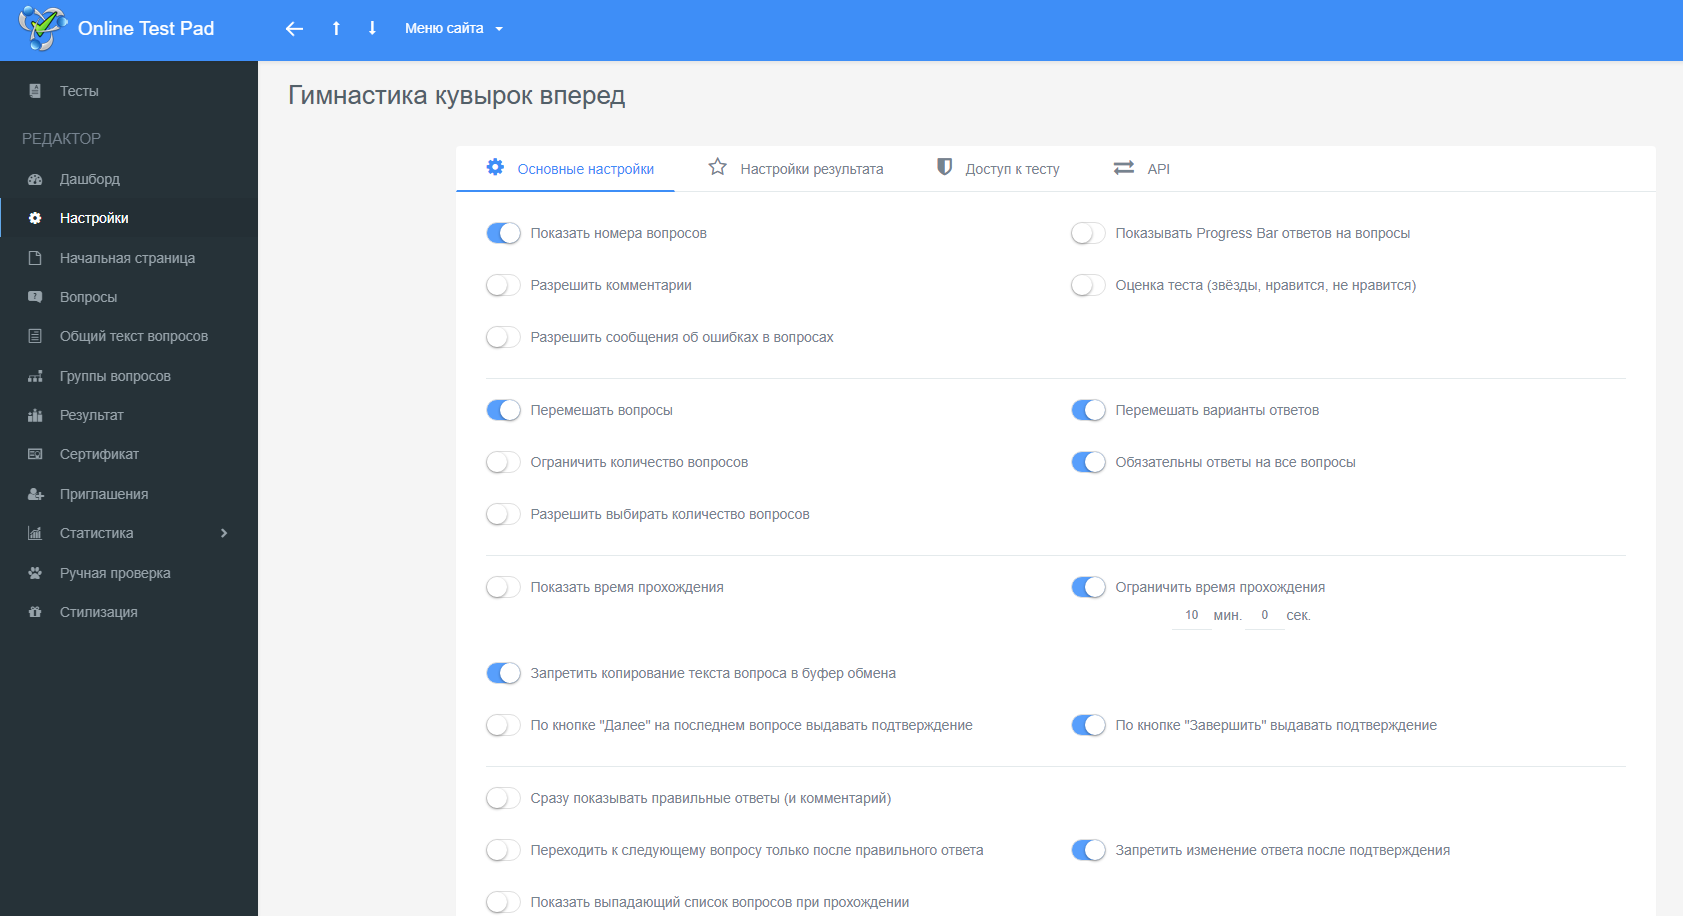 Online Test Pad
Меню сайта
Тесты
РЕДАКТОР
Дашборд
Настройки
Начальная страница
Вопросы
Общий текст вопросов
Группы вопросов
Результат
Сертификат
Приглашения
Статистика
Ручная проверка
Стилизация
Гимнастика кувырок вперед
Основные настройки
Настройки результата
Доступ к тесту
API
Показать номера вопросов
Показывать Progress Bar ответов на вопросы
Разрешить комментарии
Оценка теста (звёзды, нравится, не нравится)
Разрешить сообщения об ошибках в вопросах
Перемешать вопросы
Перемешать варианты ответов
Ограничить количество вопросов
Обязательны ответы на все вопросы
Разрешить выбирать количество вопросов
Показать время прохождения
Ограничить время прохождения
10 мин. 0 сек.
Запретить копирование текста вопроса в буфер обмена
По кнопке "Далее" на последнем вопросе выдавать подтверждение
По кнопке "Завершить" выдавать подтверждение
Сразу показывать правильные ответы (и комментарий)
Переходить к следующему вопросу только после правильного ответа
Запретить изменение ответа после подтверждения
Показать выпадающий список вопросов при прохождении